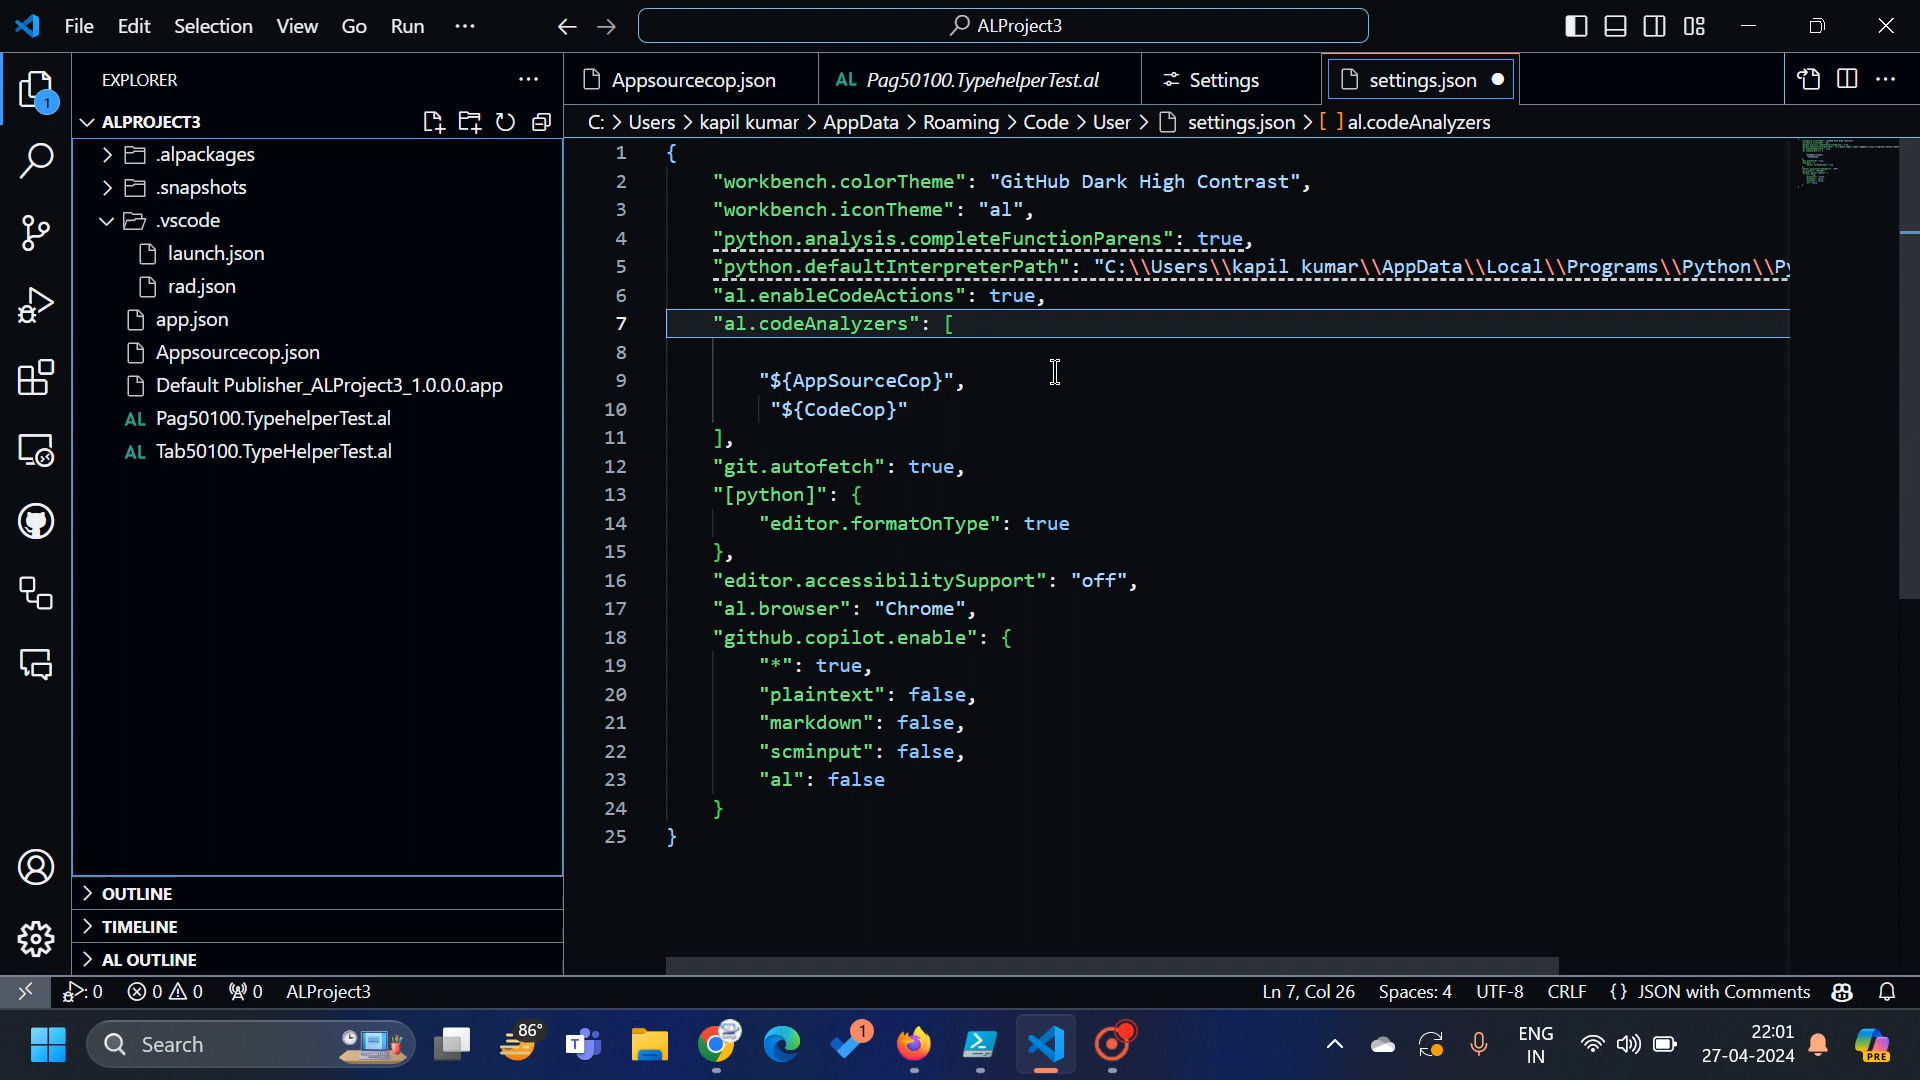 File Edit Selection View Go Run ···
ALProject3
EXPLORER
Appsourcecop.json
AL Pag50100.TypehelperTest.al
Settings
settings.json
ALPROJECT3
C: > Users > kapil kumar > AppData > Roaming > Code > User > settings.json > [ ] al.codeAnalyzers
.alpackages
.snapshots
.vscode
launch.json
rad.json
app.json
Appsourcecop.json
Default Publisher_ALProject3_1.0.0.0.app
AL Pag50100.TypehelperTest.al
AL Tab50100.TypeHelperTest.al
OUTLINE
TIMELINE
AL OUTLINE
1 {
2 "workbench.colorTheme": "GitHub Dark High Contrast",
3 "workbench.iconTheme": "al",
4 "python.analysis.completeFunctionParens": true,
5 "python.defaultInterpreterPath": "C:\\Users\\kapil kumar\\AppData\\Local\\Programs\\Python\\Py
6 "al.enableCodeActions": true,
7 "al.codeAnalyzers": [
8
9 "${AppSourceCop}",
10 "${CodeCop}"
11 ],
12 "git.autofetch": true,
13 "[python]": {
14 "editor.formatOnType": true
15 },
16 "editor.accessibilitySupport": "off",
17 "al.browser": "Chrome",
18 "github.copilot.enable": {
19 "*": true,
20 "plaintext": false,
21 "markdown": false,
22 "scminput": false,
23 "al": false
24 }
25 }
1
0 0 0 0 ALProject3
Ln 7, Col 26 Spaces: 4 UTF-8 CRLF {} JSON with Comments
Search
86°
1
ENG
IN
22:01
27-04-2024
PRE